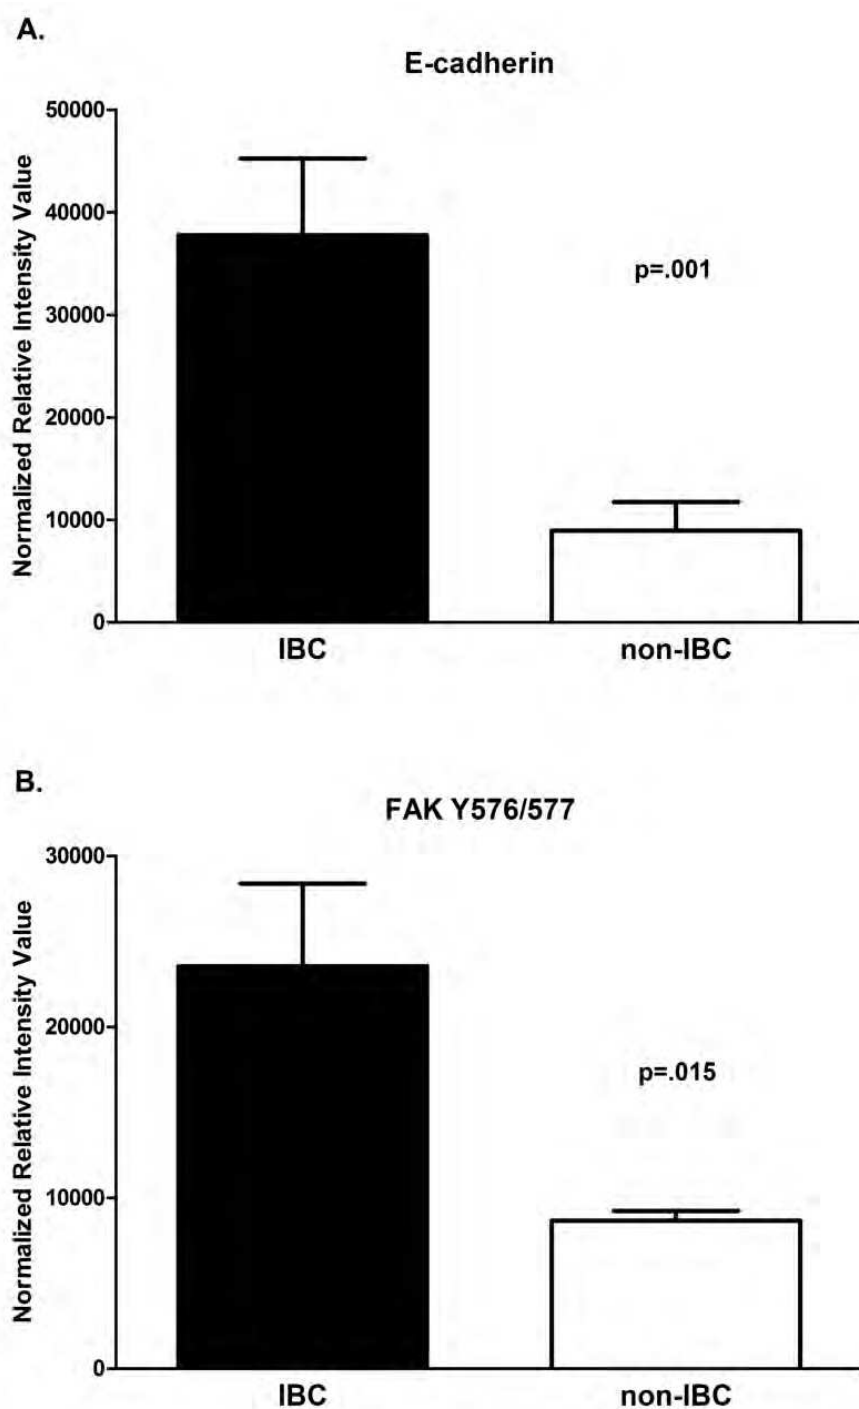 A.
E-cadherin
Normalized Relative Intensity Value
50000
40000
30000
20000
10000
0
p=.001
IBC
non-IBC
B.
FAK Y576/577
Normalized Relative Intensity Value
30000
20000
10000
0
p=.015
IBC
non-IBC